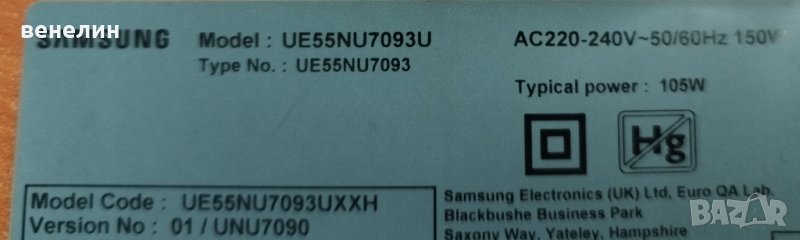 венелин
SAMSUNG Model : UE55NU7093U AC220-240V~50/60Hz 150W
Type No. : UE55NU7093
Typical power : 105W
Hg
Model Code : UE55NU7093UXXH
Version No : 01 / UNU7090
Samsung Electronics (UK) Ltd, Euro QA Lab.
Blackbushe Business Park
Saxony Way, Yateley, Hampshire
БАZАР